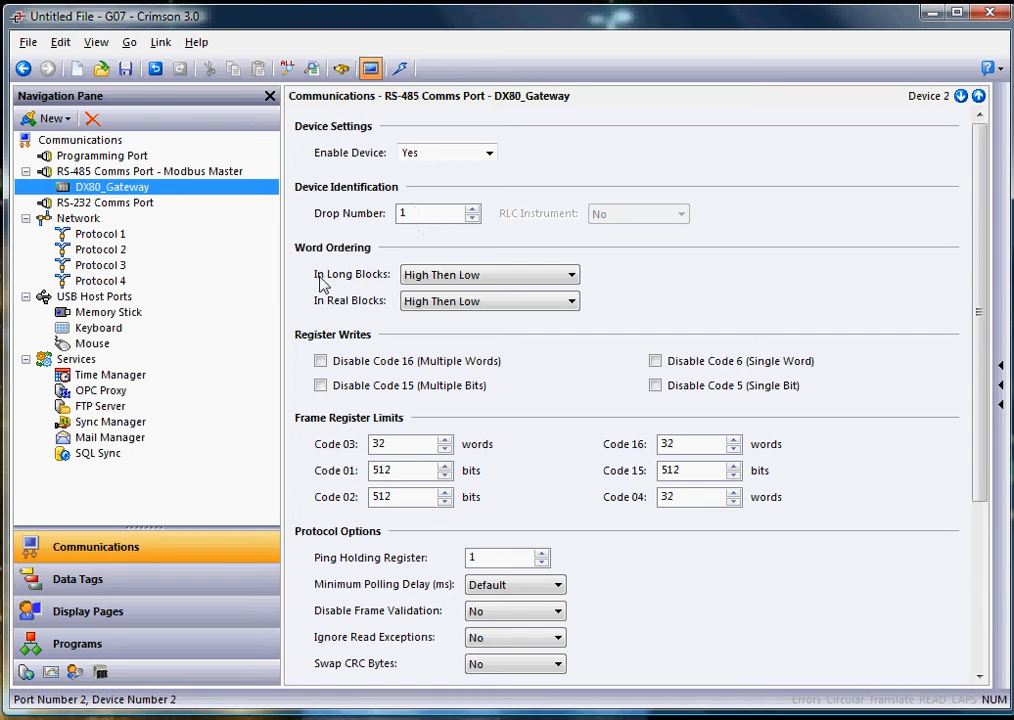 Untitled File - G07 - Crimson 3.0
File Edit View Go Link Help
ALL
Navigation Pane
New
Communications
Programming Port
RS-485 Comms Port - Modbus Master
DX80_Gateway
RS-232 Comms Port
Network
Protocol 1
Protocol 2
Protocol 3
Protocol 4
USB Host Ports
Memory Stick
Keyboard
Mouse
Services
Time Manager
OPC Proxy
FTP Server
Sync Manager
Mail Manager
SQL Sync
Communications
Data Tags
Display Pages
Programs
Communications - RS-485 Comms Port - DX80_Gateway Device 2
Device Settings
Enable Device: Yes
Device Identification
Drop Number: 1 RLC Instrument: No
Word Ordering
In Long Blocks: High Then Low
In Real Blocks: High Then Low
Register Writes
Disable Code 16 (Multiple Words) Disable Code 6 (Single Word)
Disable Code 15 (Multiple Bits) Disable Code 5 (Single Bit)
Frame Register Limits
Code 03: 32 words Code 16: 32 words
Code 01: 512 bits Code 15: 512 bits
Code 02: 512 bits Code 04: 32 words
Protocol Options
Ping Holding Register: 1
Minimum Polling Delay (ms): Default
Disable Frame Validation: No
Ignore Read Exceptions: No
Swap CRC Bytes: No
Port Number 2, Device Number 2 Errors Circular Translate READ CAPS NUM